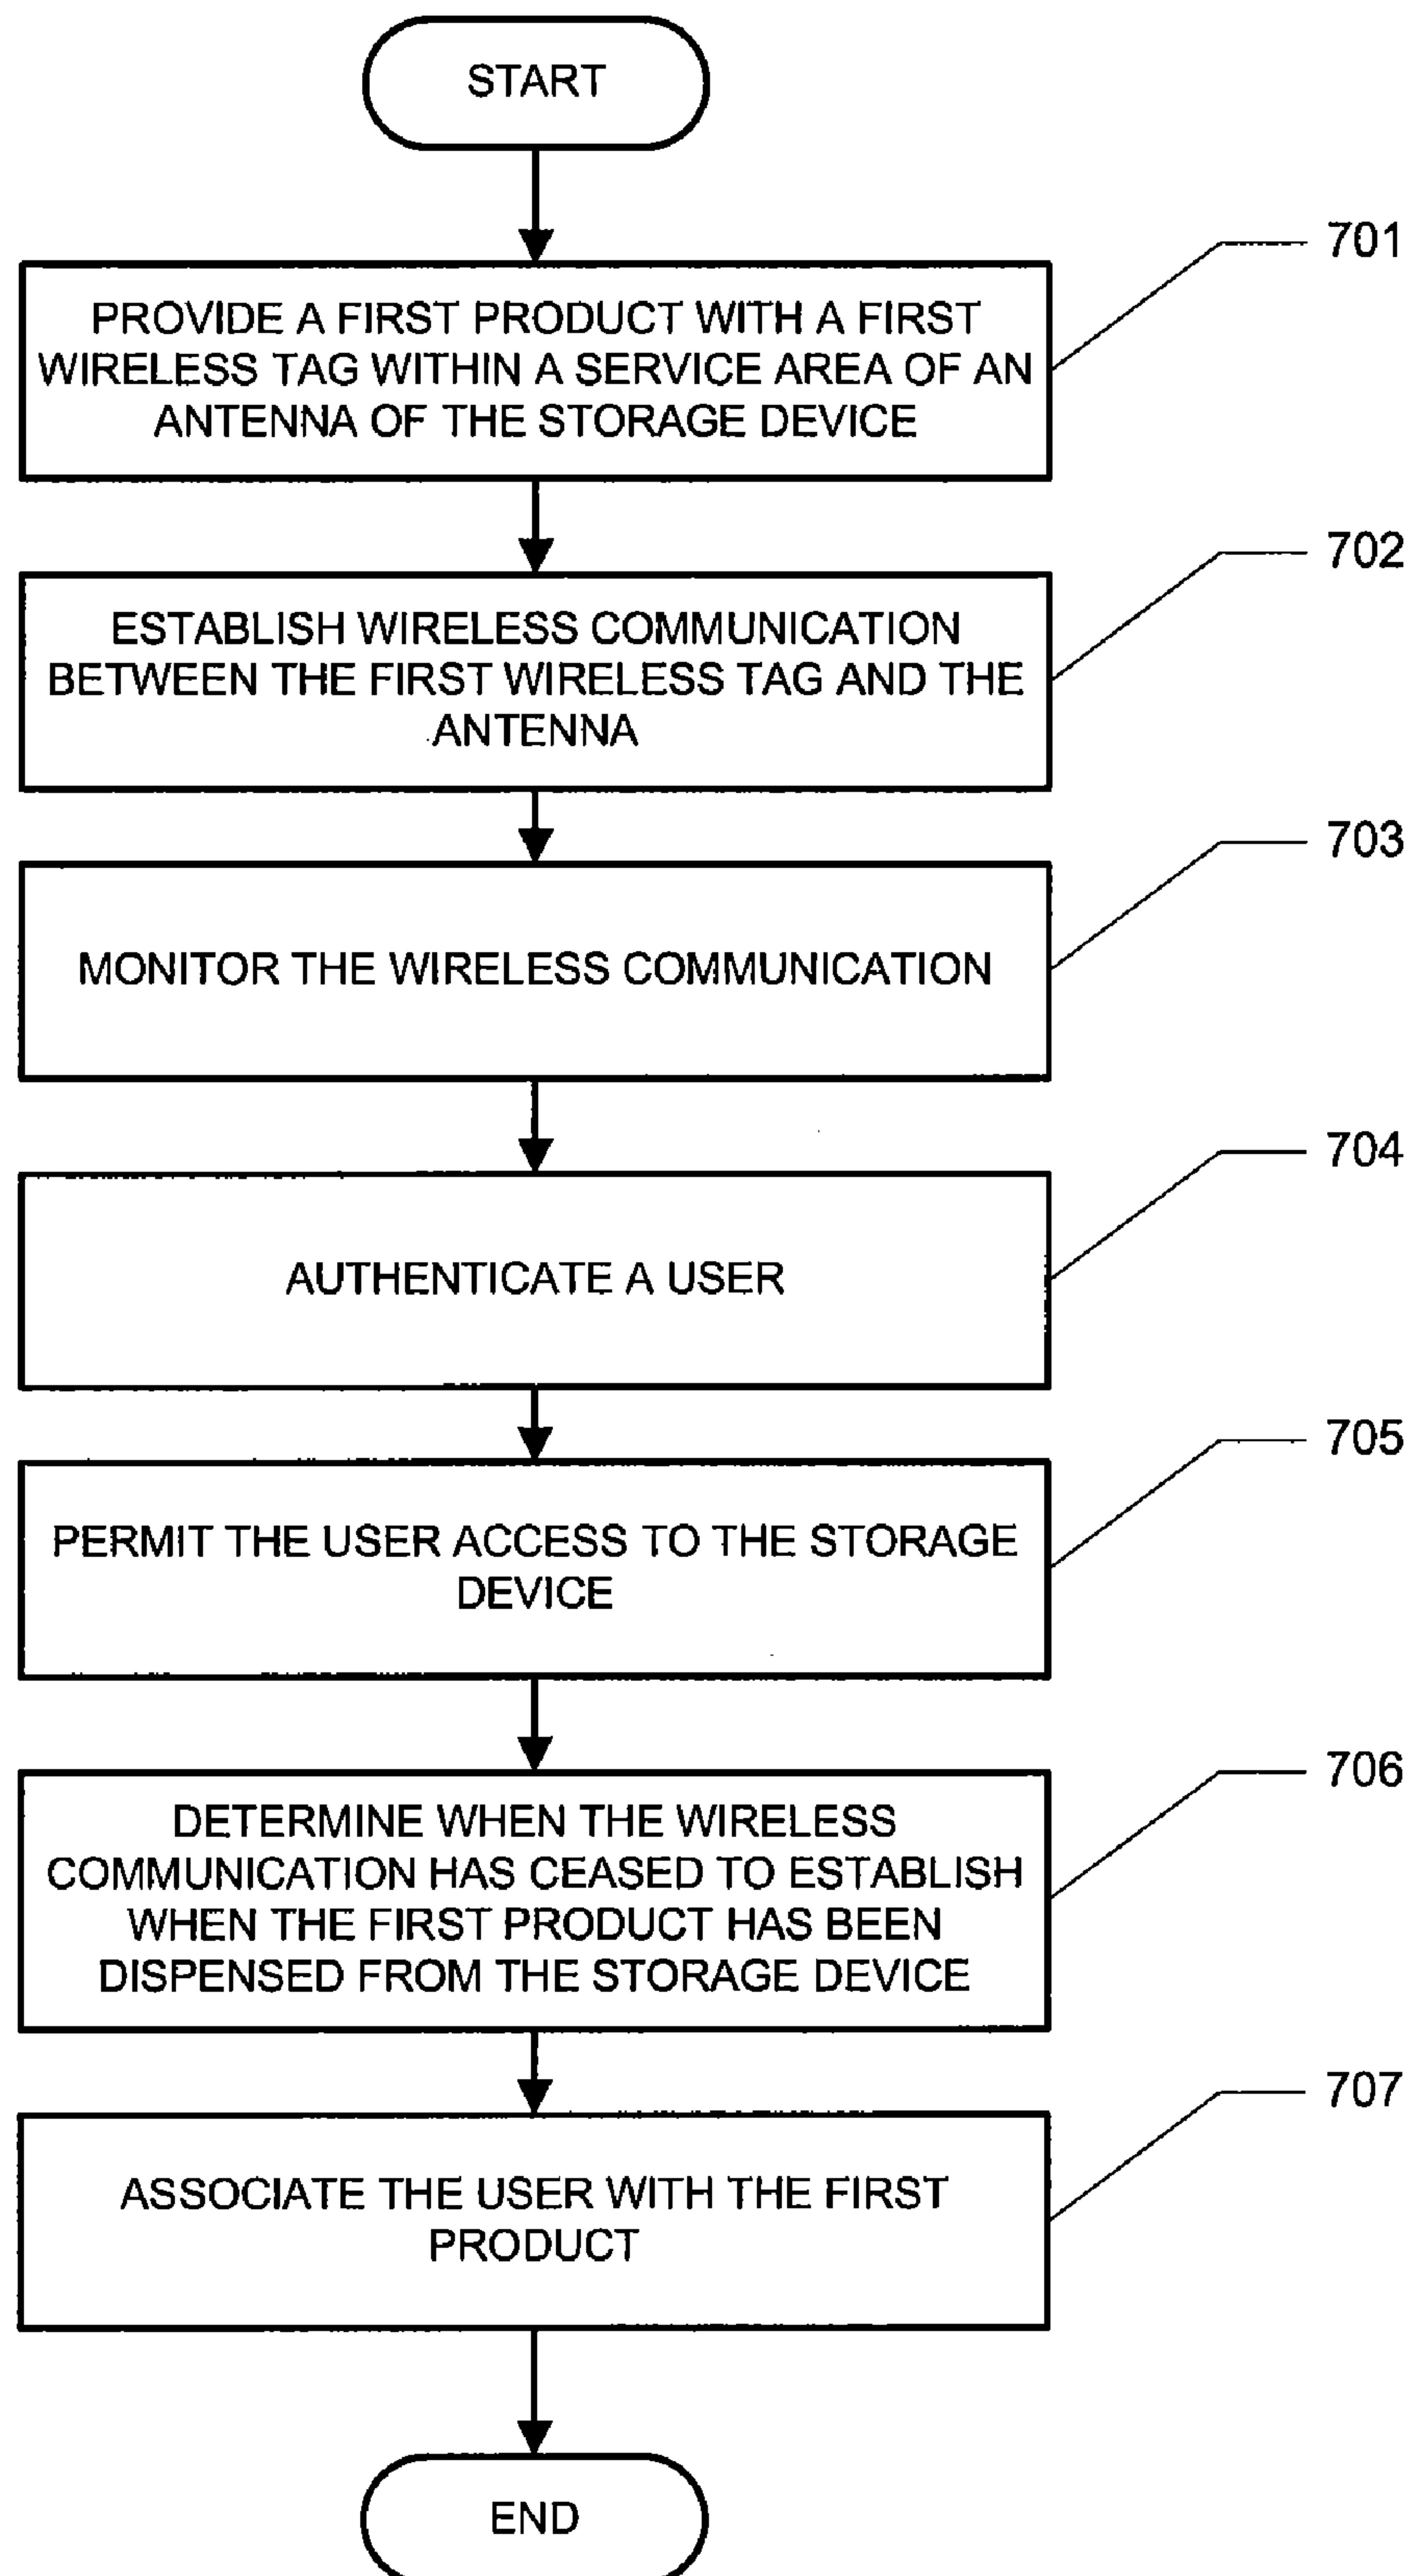 START
701
PROVIDE A FIRST PRODUCT WITH A FIRST
WIRELESS TAG WITHIN A SERVICE AREA OF AN
ANTENNA OF THE STORAGE DEVICE
702
ESTABLISH WIRELESS COMMUNICATION
BETWEEN THE FIRST WIRELESS TAG AND THE
ANTENNA
703
MONITOR THE WIRELESS COMMUNICATION
704
AUTHENTICATE A USER
705
PERMIT THE USER ACCESS TO THE STORAGE
DEVICE
706
DETERMINE WHEN THE WIRELESS
COMMUNICATION HAS CEASED TO ESTABLISH
WHEN THE FIRST PRODUCT HAS BEEN
DISPENSED FROM THE STORAGE DEVICE
707
ASSOCIATE THE USER WITH THE FIRST
PRODUCT
END